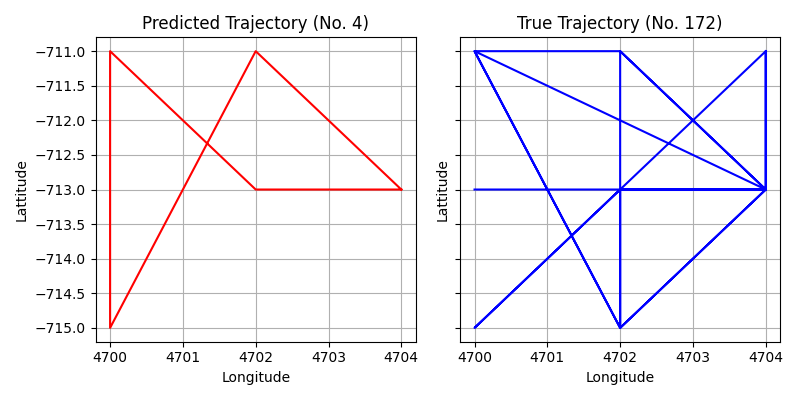 Predicted Trajectory (No. 4)
True Trajectory (No. 172)
Lattitude
−711.0
−711.5
−712.0
−712.5
−713.0
−713.5
−714.0
−714.5
−715.0
4700 4701 4702 4703 4704
Longitude
Lattitude
4700 4701 4702 4703 4704
Longitude